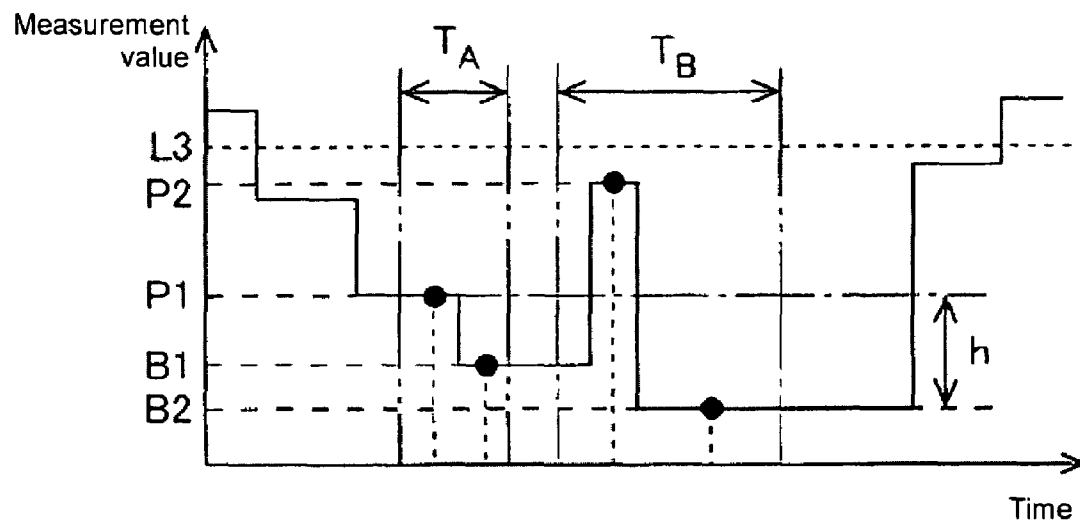 Measurement
value
T_A
T_B
L3
P2
P1
B1
B2
h
Time